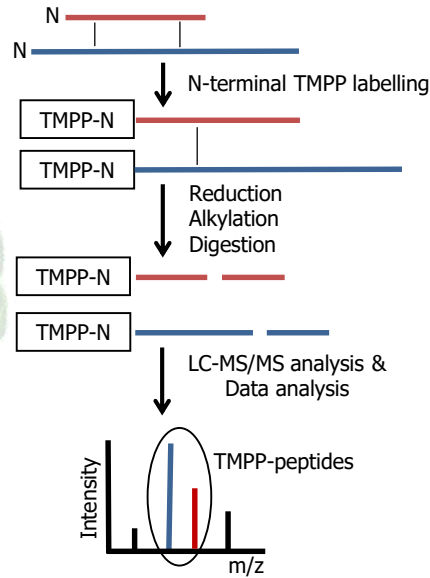 N
N
N-terminal TMPP labelling
TMPP-N
TMPP-N
Reduction
Alkylation
Digestion
TMPP-N
TMPP-N
LC-MS/MS analysis &
Data analysis
TMPP-peptides
Intensity
m/z